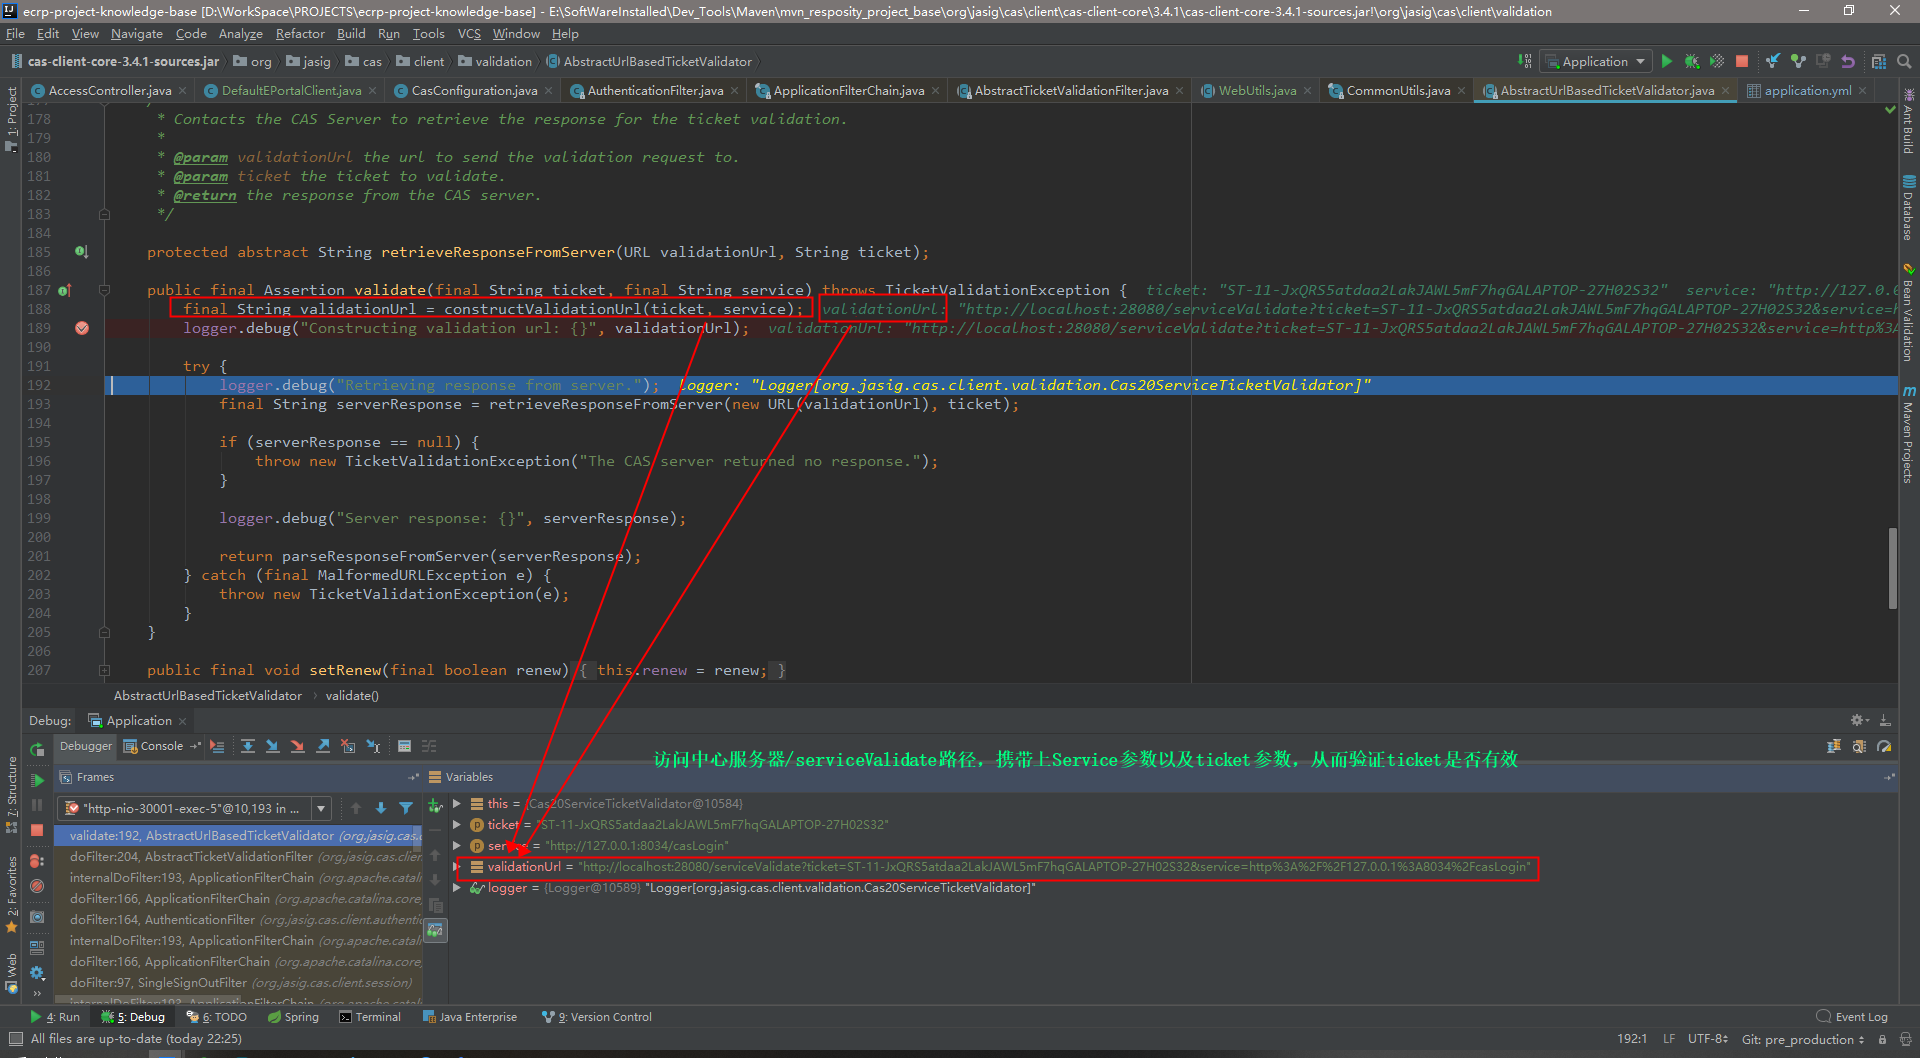 ecrp-project-knowledge-base [D:\WorkSpace\PROJECTS\ecrp-project-knowledge-base] - E:\SoftWareInstalled\Dev_Tools\Maven\mvn_resposity_project_base\org\jasig\cas\client\cas-client-core\3.4.1\cas-client-core-3.4.1-sources.jar!\org\jasig\cas\client\validation
File Edit View Navigate Code Analyze Refactor Build Run Tools VCS Window Help
cas-client-core-3.4.1-sources.jar org jasig cas client validation AbstractUrlBasedTicketValidator Application
AccessController.java DefaultEPortalClient.java CasConfiguration.java AuthenticationFilter.java ApplicationFilterChain.java AbstractTicketValidationFilter.java WebUtils.java CommonUtils.java AbstractUrlBasedTicketValidator.java application.yml
178 * Contacts the CAS Server to retrieve the response for the ticket validation.
179 *
180 * @param validationUrl the url to send the validation request to.
181 * @param ticket the ticket to validate.
182 * @return the response from the CAS server.
183 */
184
185 protected abstract String retrieveResponseFromServer(URL validationUrl, String ticket);
186
187 public final Assertion validate(final String ticket, final String service) throws TicketValidationException { ticket: "ST-11-JxQRS5atdaa2LakJAWL5mF7hqGALAPTOP-27H02S32" service: "http://127.0.0
188 final String validationUrl = constructValidationUrl(ticket, service); validationUrl: "http://localhost:28080/serviceValidate?ticket=ST-11-JxQRS5atdaa2LakJAWL5mF7hqGALAPTOP-27H02S32&service=h
189 logger.debug("Constructing validation url: {}", validationUrl); validationUrl: "http://localhost:28080/serviceValidate?ticket=ST-11-JxQRS5atdaa2LakJAWL5mF7hqGALAPTOP-27H02S32&service=http%3A
190
191 try {
192 logger.debug("Retrieving response from server."); logger: "Logger[org.jasig.cas.client.validation.Cas20ServiceTicketValidator]"
193 final String serverResponse = retrieveResponseFromServer(new URL(validationUrl), ticket);
194
195 if (serverResponse == null) {
196 throw new TicketValidationException("The CAS server returned no response.");
197 }
198
199 logger.debug("Server response: {}", serverResponse);
200
201 return parseResponseFromServer(serverResponse);
202 } catch (final MalformedURLException e) {
203 throw new TicketValidationException(e);
204 }
205 }
206
207 public final void setRenew(final boolean renew) { this.renew = renew; }
AbstractUrlBasedTicketValidator › validate()
Debug: Application
Debugger Console
访问中心服务器/serviceValidate路径，携带上Service参数以及ticket参数，从而验证ticket是否有效
Frames
Variables
"http-nio-30001-exec-5"@10,193 in ...
validate:192, AbstractUrlBasedTicketValidator (org.jasig.cas.c
doFilter:204, AbstractTicketValidationFilter (org.jasig.cas.clien
internalDoFilter:193, ApplicationFilterChain (org.apache.catali
doFilter:166, ApplicationFilterChain (org.apache.catalina.core)
doFilter:164, AuthenticationFilter (org.jasig.cas.client.authentic
internalDoFilter:193, ApplicationFilterChain (org.apache.catali
doFilter:166, ApplicationFilterChain (org.apache.catalina.core)
doFilter:97, SingleSignOutFilter (org.jasig.cas.client.session)
internalDoFilter:193, ApplicationFilterChain (org.apache.catali
this = {Cas20ServiceTicketValidator@10584}
ticket = "ST-11-JxQRS5atdaa2LakJAWL5mF7hqGALAPTOP-27H02S32"
service = "http://127.0.0.1:8034/casLogin"
validationUrl = "http://localhost:28080/serviceValidate?ticket=ST-11-JxQRS5atdaa2LakJAWL5mF7hqGALAPTOP-27H02S32&service=http%3A%2F%2F127.0.0.1%3A8034%2FcasLogin"
logger = {Logger@10589} "Logger[org.jasig.cas.client.validation.Cas20ServiceTicketValidator]"
1: Project
7: Structure
2: Favorites
Web
Ant Build
Database
Bean Validation
Maven Projects
4: Run 5: Debug 6: TODO Spring Terminal Java Enterprise 9: Version Control Event Log
All files are up-to-date (today 22:25) 192:1 LF UTF-8 Git: pre_production